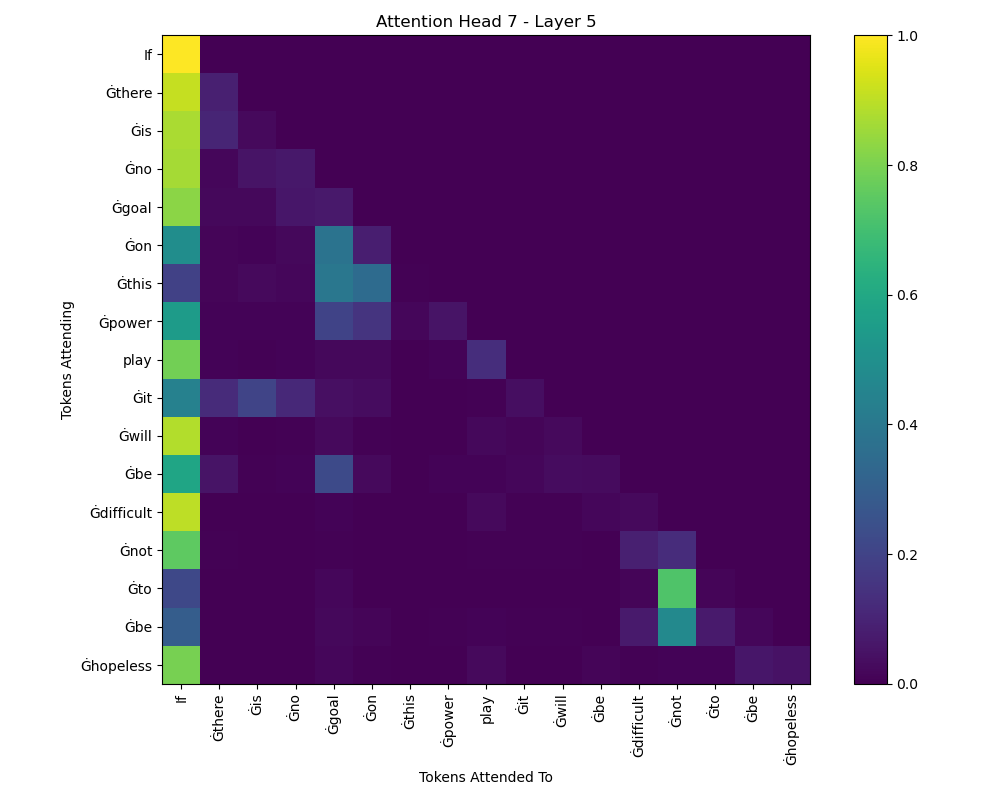 Attention Head 7 - Layer 5
If
Ġthere
Ġis
Ġno
Ġgoal
Ġon
Ġthis
Ġpower
play
Ġit
Ġwill
Ġbe
Ġdifficult
Ġnot
Ġto
Ġbe
Ġhopeless
Tokens Attending
If
Ġthere
Ġis
Ġno
Ġgoal
Ġon
Ġthis
Ġpower
play
Ġit
Ġwill
Ġbe
Ġdifficult
Ġnot
Ġto
Ġbe
Ġhopeless
Tokens Attended To
1.0
0.8
0.6
0.4
0.2
0.0